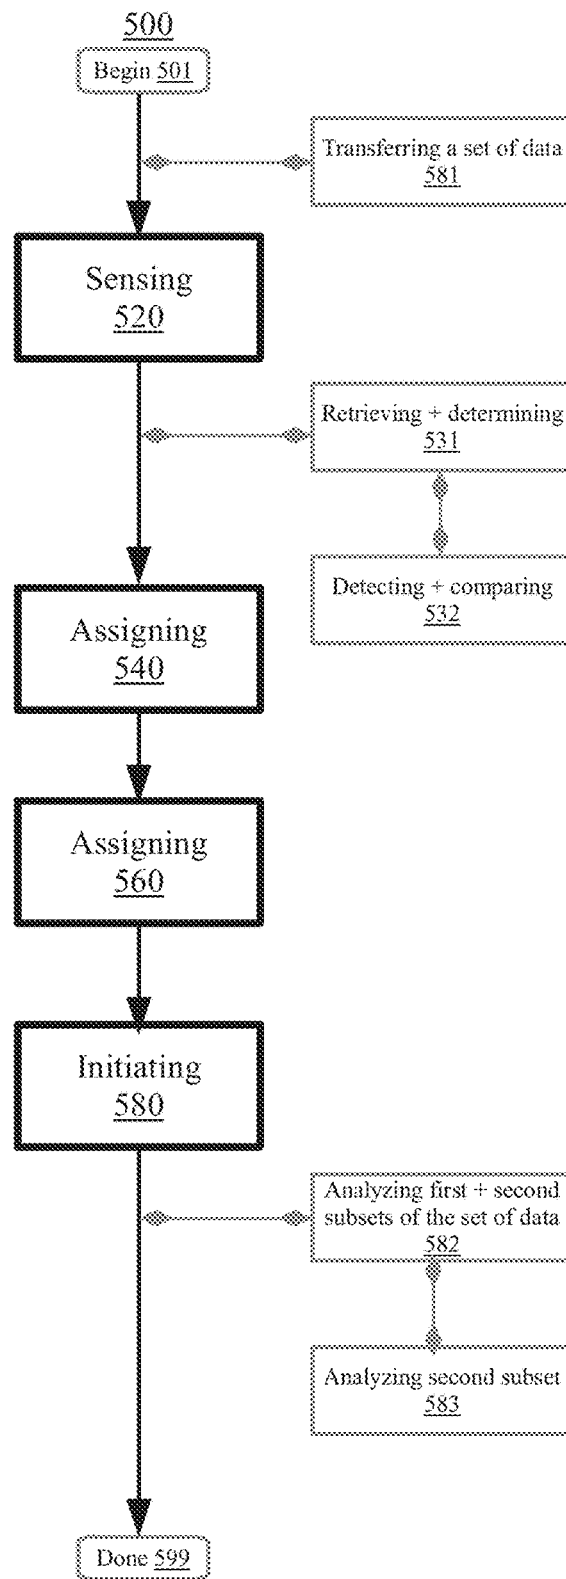 500
Begin 501
Transferring a set of data
581
Sensing
520
Retrieving + determining
531
Detecting + comparing
532
Assigning
540
Assigning
560
Initiating
580
Analyzing first + second
subsets of the set of data
582
Analyzing second subset
583
Done 599